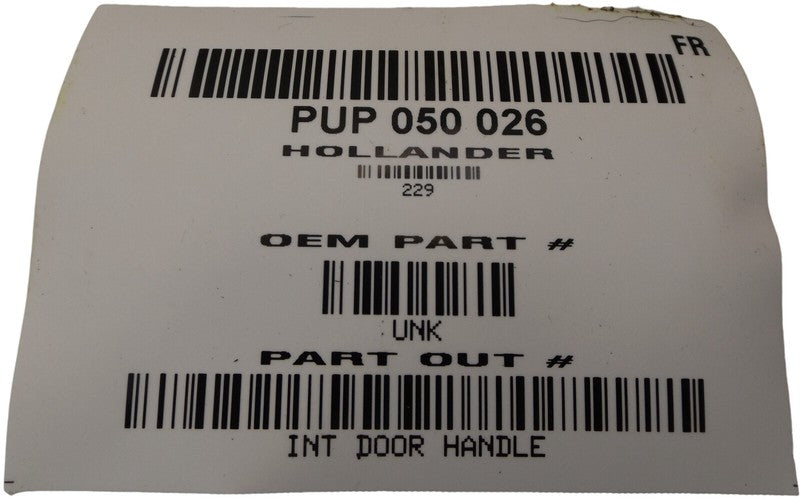 FR
PUP 050 026
HOLLANDER
229
OEM PART #
UNK
PART OUT #
INT DOOR HANDLE